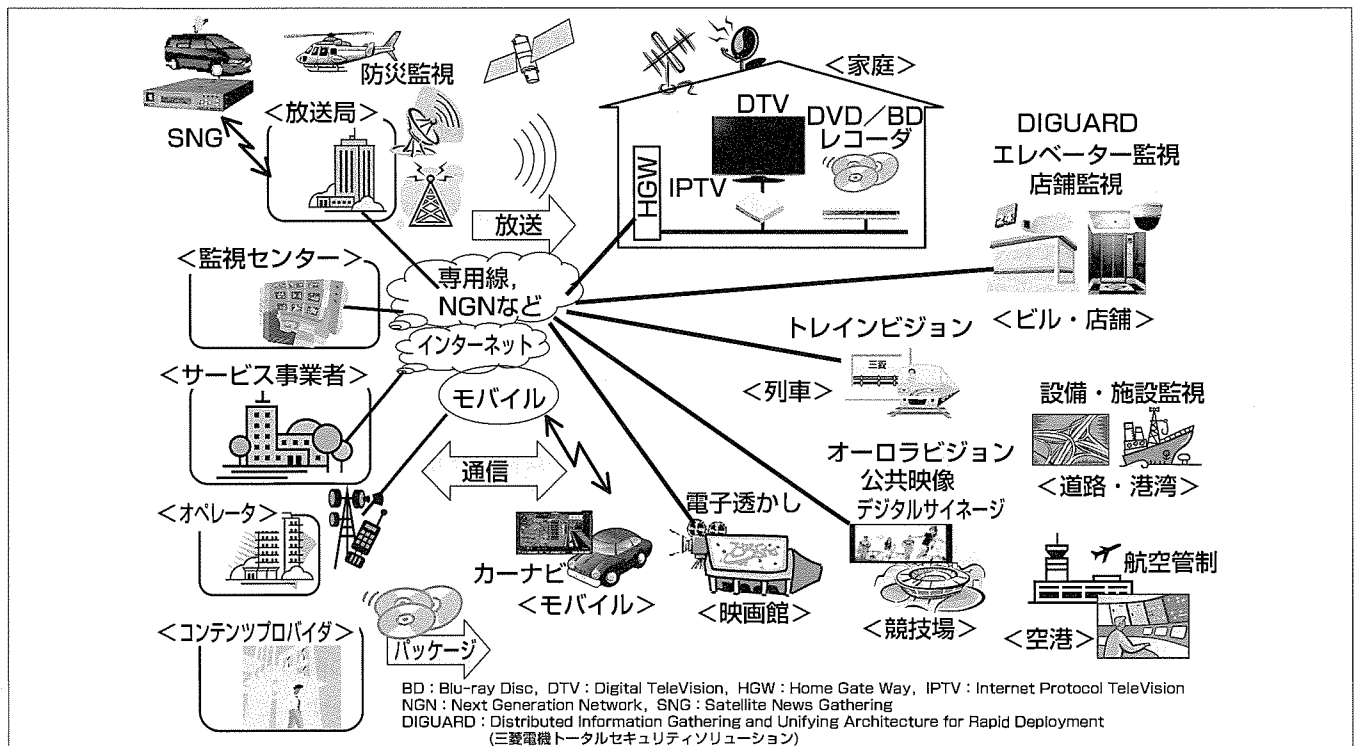 防災監視
<放送局>
SNG
放送
<家庭>
DTV
DVD/BD
レコーダ
IPTV
HGW
DIGUARD
エレベーター監視
店舗監視
<ビル・店舗>
<監視センター>
専用線,
NGNなど
インターネット
モバイル
<サービス事業者>
通信
トレインビジョン
三菱
<列車>
設備・施設監視
<道路・港湾>
オーロラビジョン
公共映像
デジタルサイネージ
<競技場>
電子透かし
<映画館>
カーナビ
<モバイル>
<オペレータ>
航空管制
<空港>
<コンテンツプロバイダ>
パッケージ
BD:Blu-ray Disc, DTV:Digital TeleVision, HGW:Home Gate Way, IPTV:Internet Protocol TeleVision
NGN:Next Generation Network, SNG:Satellite News Gathering
DIGUARD:Distributed Information Gathering and Unifying Architecture for Rapid Deployment
(三菱電機トータルセキュリティソリューション)